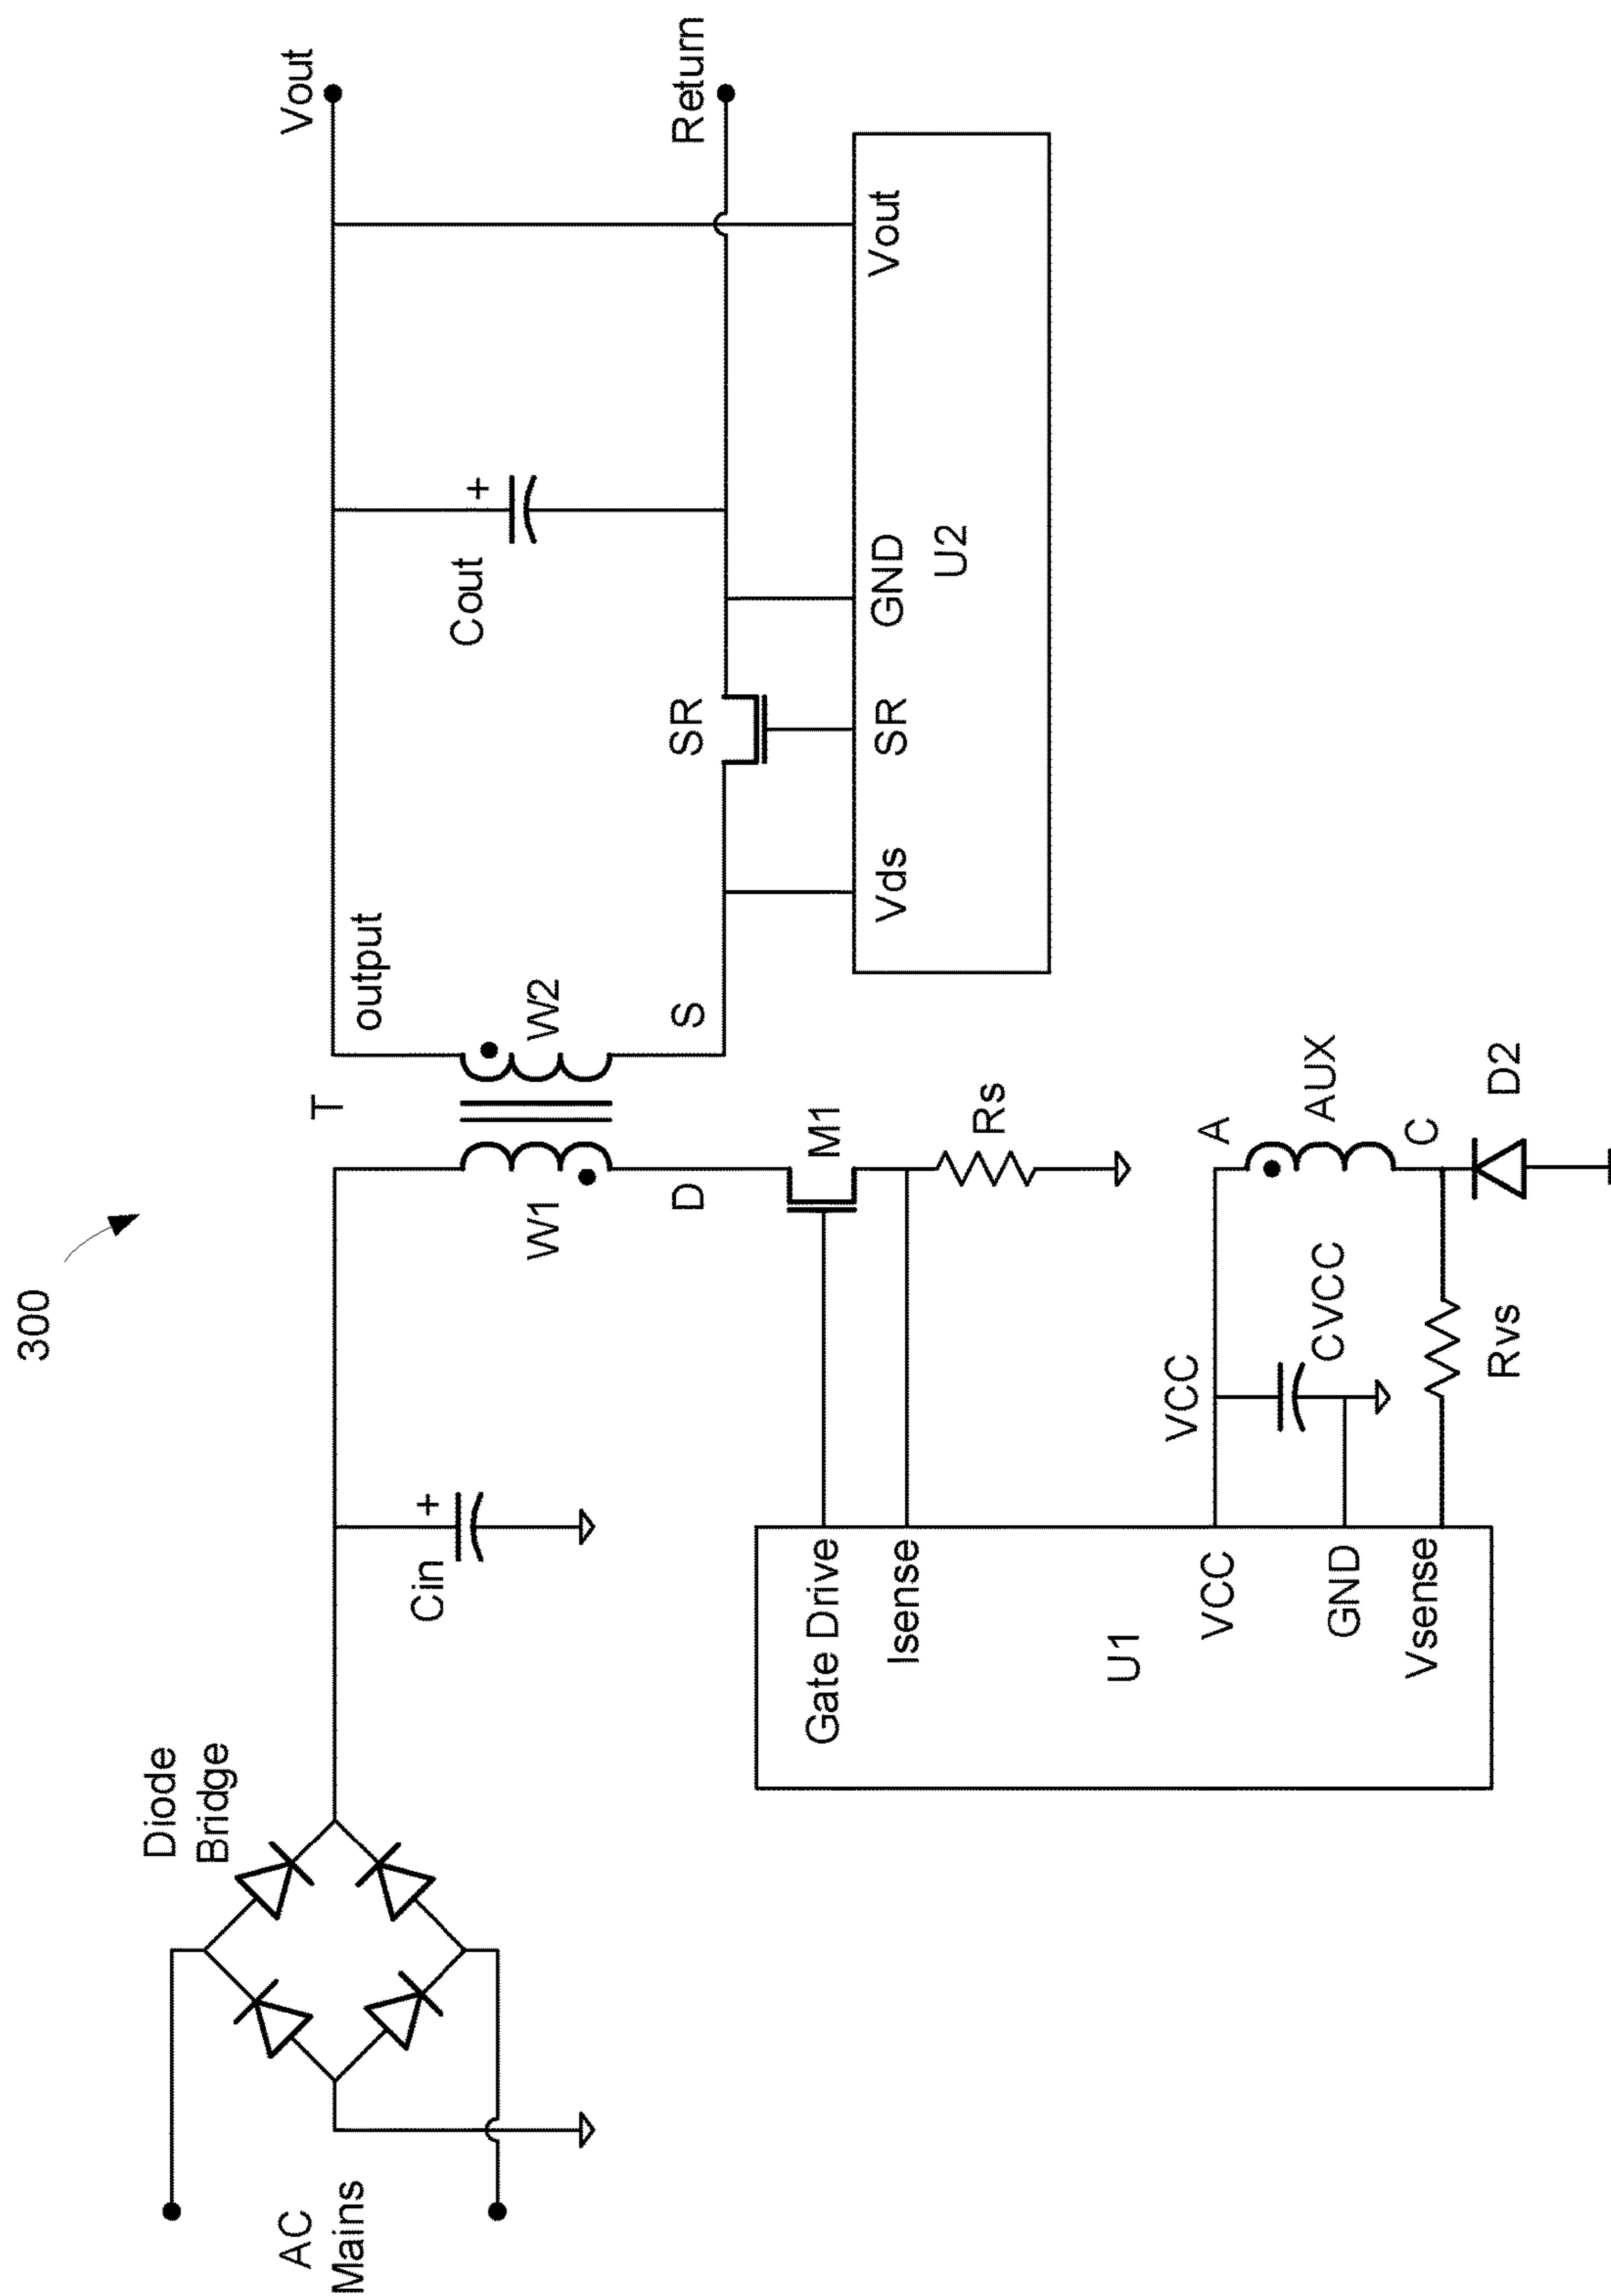 300
Diode
Bridge
AC
Mains
Cin
+
T
W1
W2
output
S
D
M1
Rs
Cout
+
SR
Vout
Return
Vds
SR
GND
Vout
U2
Gate Drive
Isense
U1
VCC
GND
Vsense
VCC
CVCC
Rvs
A
AUX
C
D2